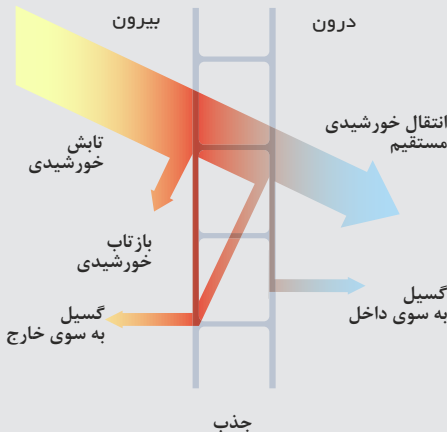 بیرون
درون
انتقال خورشیدی
مستقیم
تابش
خورشیدی
بازتاب
خورشیدی
گسیل
به سوی داخل
گسیل
به سوی خارج
جذب